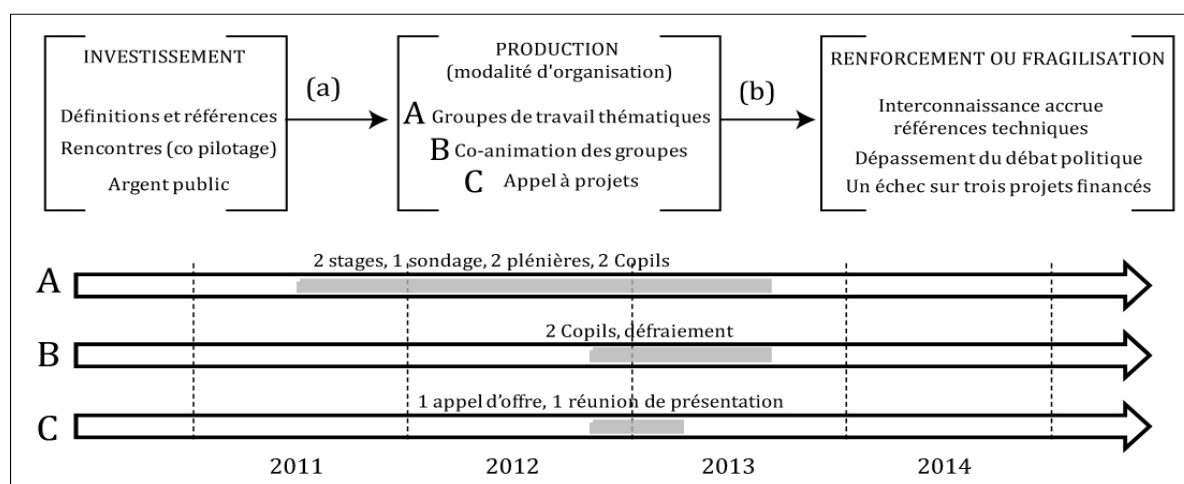 INVESTISSEMENT
Définitions et références
Rencontres (co pilotage)
Argent public
(a)
PRODUCTION
(modalité d'organisation)
A Groupes de travail thématiques
B Co-animation des groupes
C Appel à projets
(b)
RENFORCEMENT OU FRAGILISATION
Interconnaissance accrue
références techniques
Dépassement du débat politique
Un échec sur trois projets financés
A
2 stages, 1 sondage, 2 plénières, 2 Copils
B
2 Copils, défraiement
C
1 appel d'offre, 1 réunion de présentation
2011 2012 2013 2014